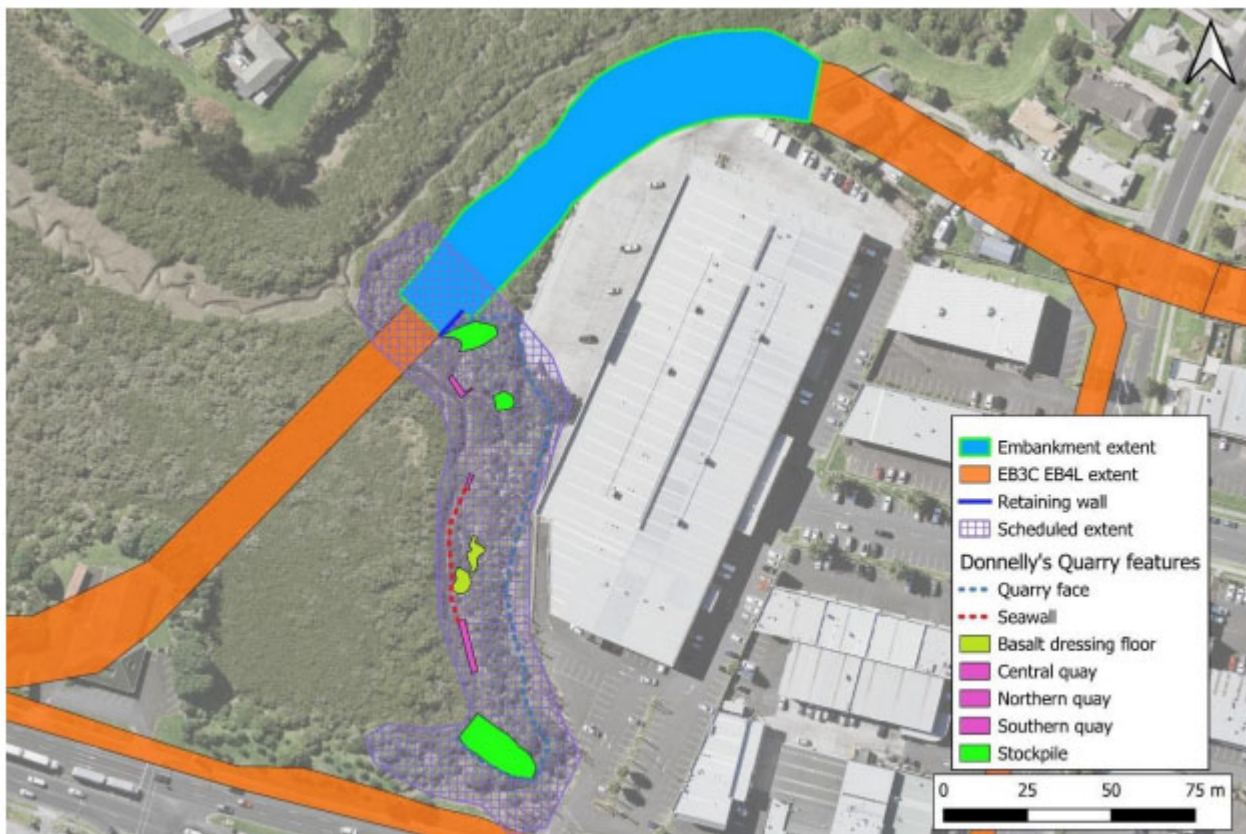 Embankment extent
EB3C EB4L extent
Retaining wall
Scheduled extent
Donnelly's Quarry features
Quarry face
Seawall
Basalt dressing floor
Central quay
Northern quay
Southern quay
Stockpile
0 25 50 75 m